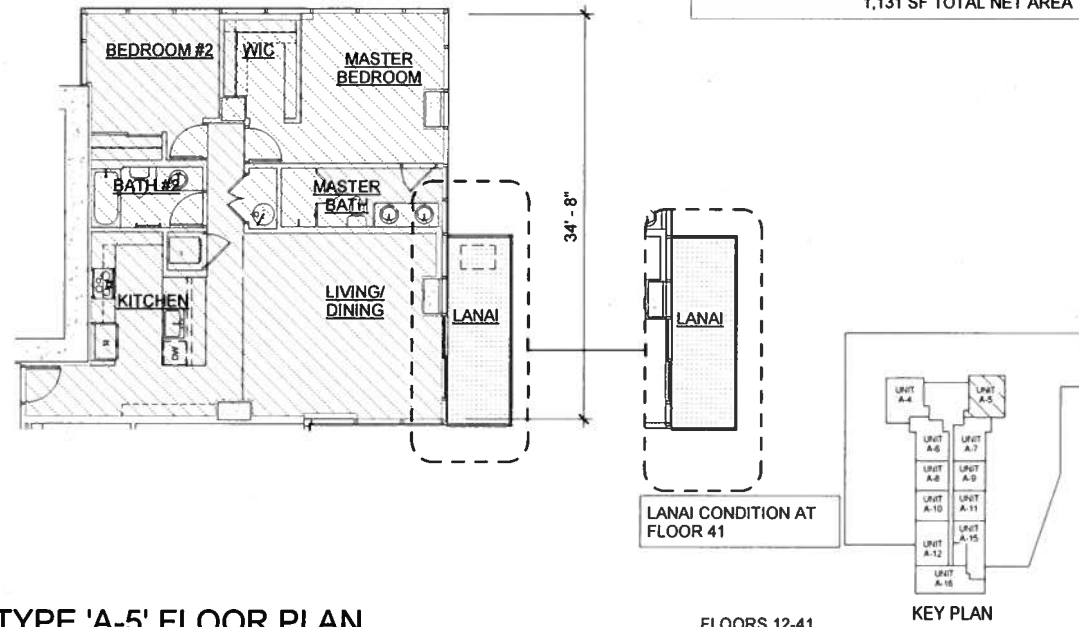 1,131 SF TOTAL NET AREA
BEDROOM #2
WIC
MASTER
BEDROOM
BATH #2
MASTER
BATH
34' - 8"
KITCHEN
LIVING/
DINING
LANAI
DW
LANAI
LANAI CONDITION AT
FLOOR 41
UNIT
A-4
UNIT
A-5
UNIT
A-6
UNIT
A-7
UNIT
A-8
UNIT
A-9
UNIT
A-10
UNIT
A-11
UNIT
A-12
UNIT
A-15
UNIT
A-16
KEY PLAN
TYPE 'A-5' FLOOR PLAN
FLOORS 12-41